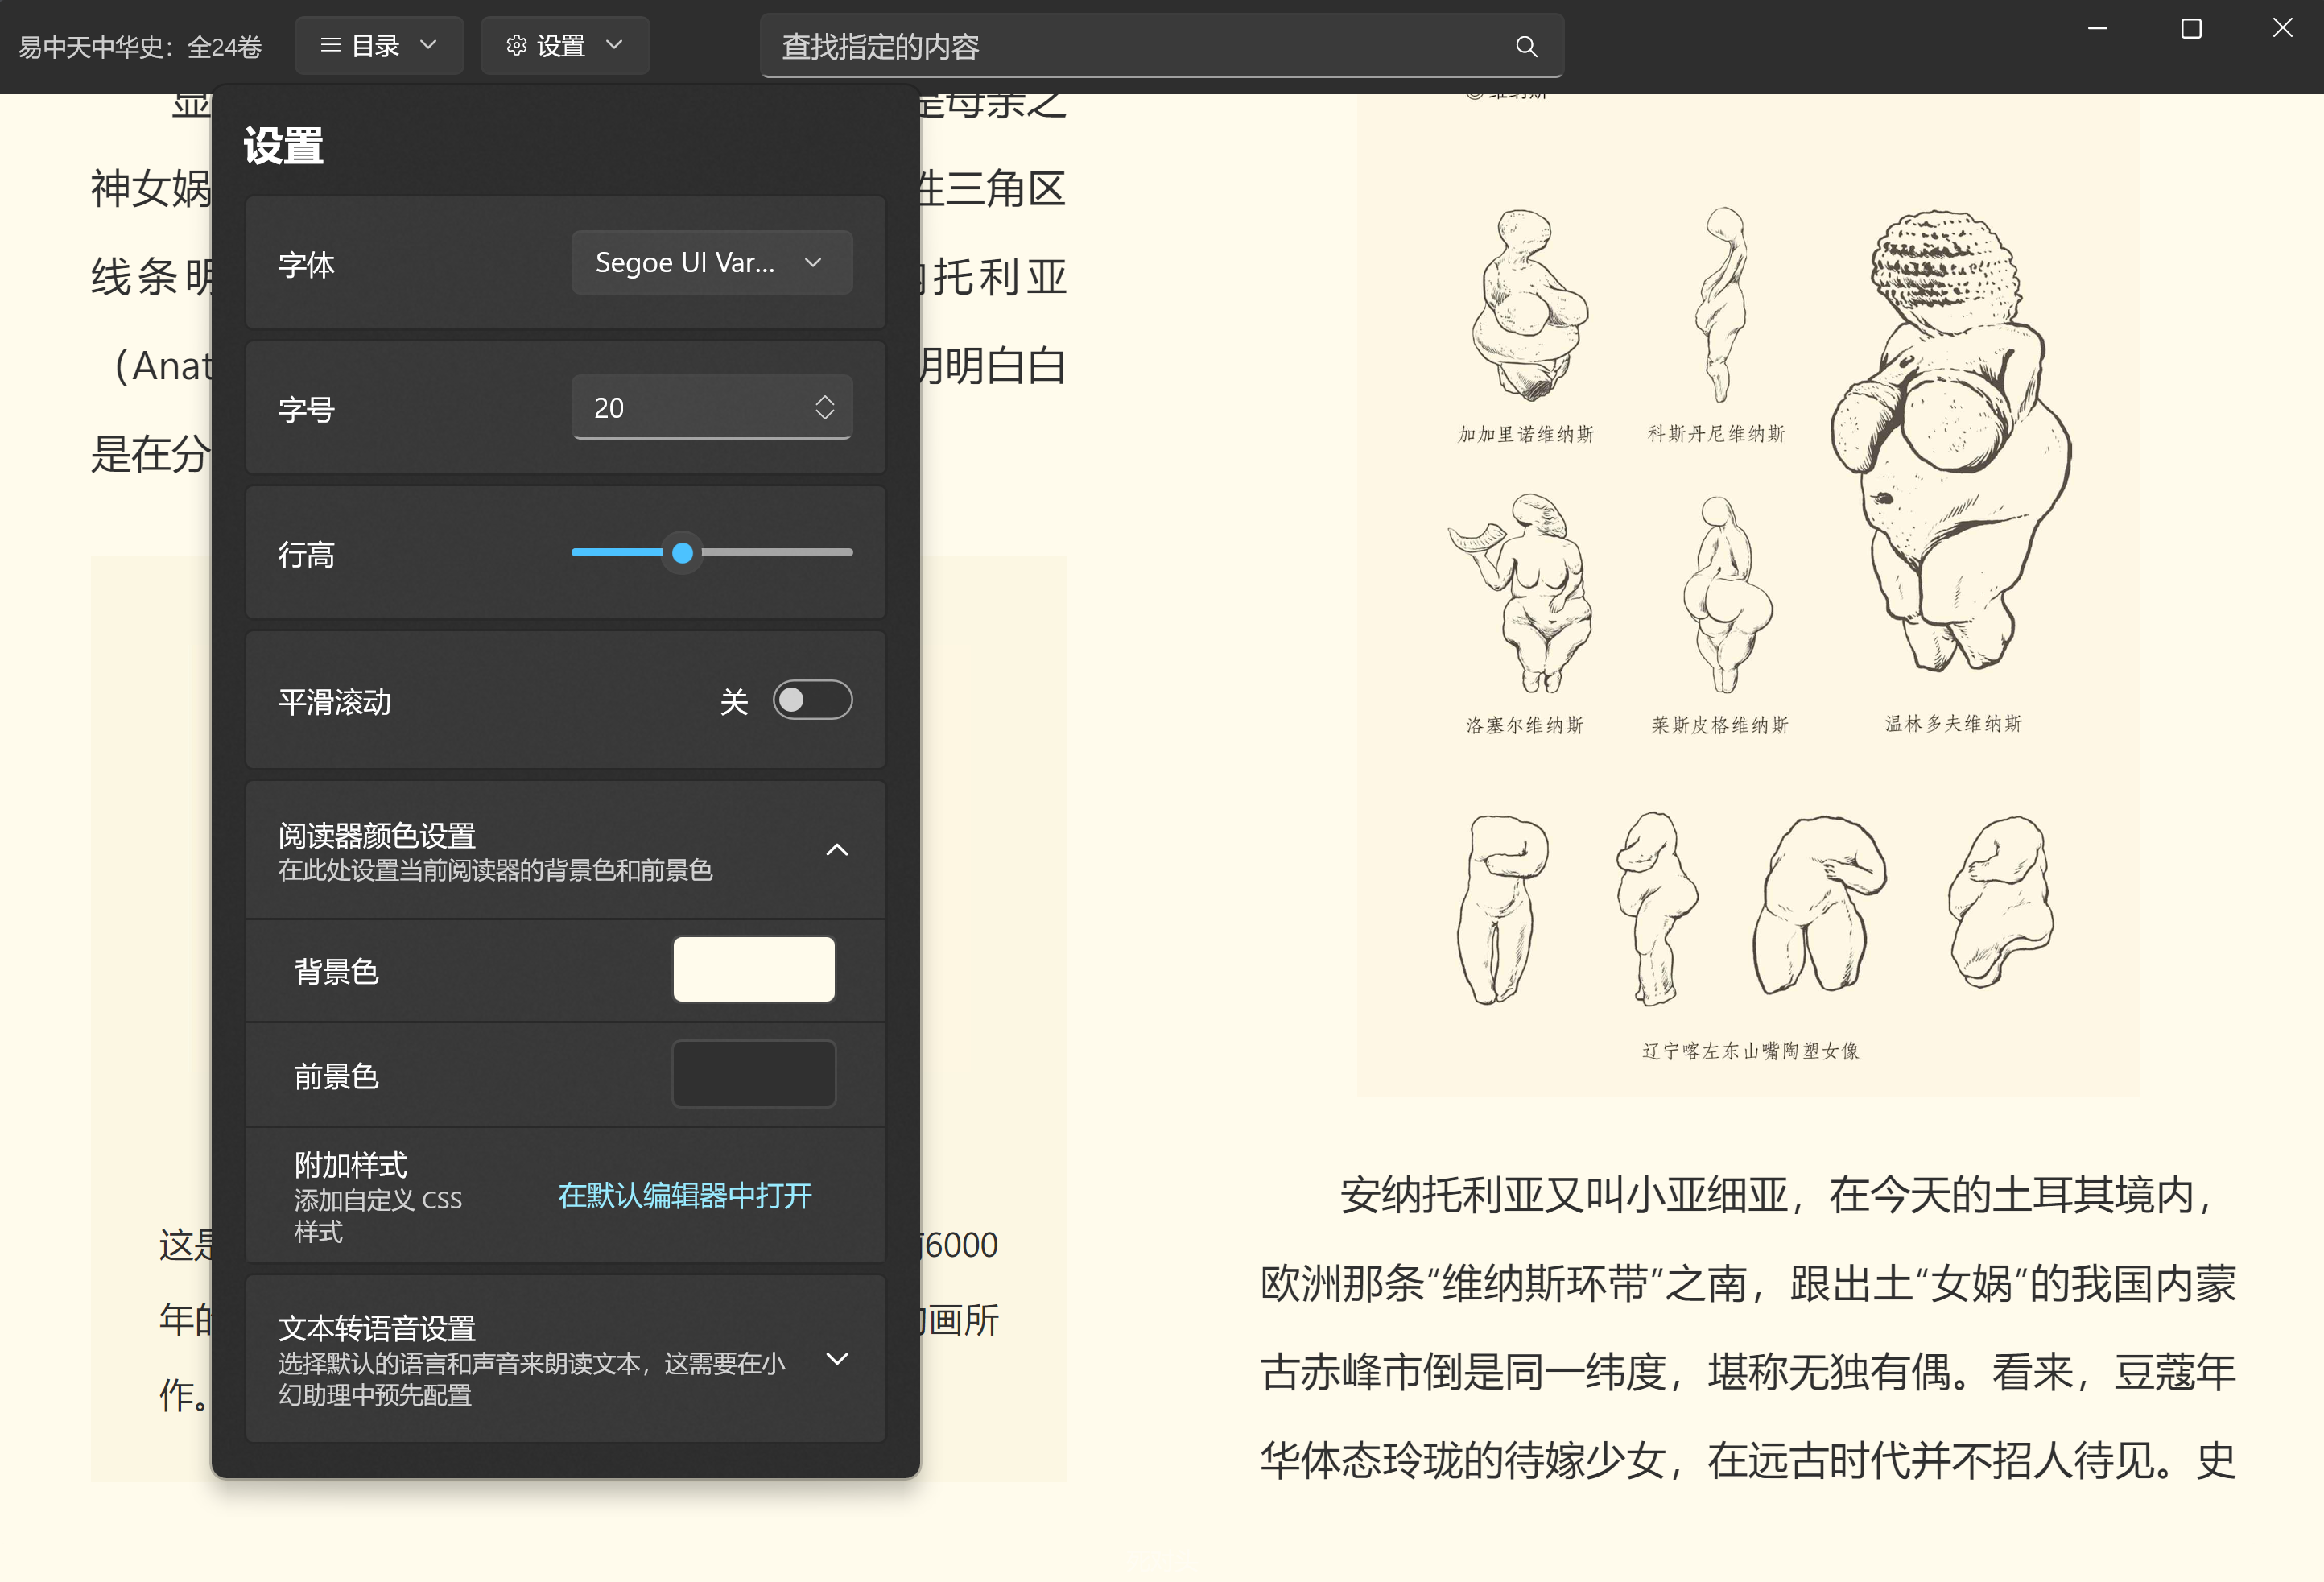 易中天中华史：全24卷
目录
设置
查找指定的内容
设置
字体
Segoe UI Var...
字号
20
行高
平滑滚动
关
阅读器颜色设置
在此处设置当前阅读器的背景色和前景色
背景色
前景色
附加样式
添加自定义 CSS
样式
在默认编辑器中打开
文本转语音设置
选择默认的语言和声音来朗读文本，这需要在小
幻助理中预先配置
是母亲之
神女娲
性三角区
线条明
托利亚
（Anat
明明白白
是在分
这是
6000
年的
画所
作。
维纳斯
加加里诺维纳斯
科斯丹尼维纳斯
洛塞尔维纳斯
莱斯皮格维纳斯
温林多夫维纳斯
辽宁喀左东山嘴陶塑女像
安纳托利亚又叫小亚细亚，在今天的土耳其境内，
欧洲那条“维纳斯环带”之南，跟出土“女娲”的我国内蒙
古赤峰市倒是同一纬度，堪称无独有偶。看来，豆蔻年
华体态玲珑的待嫁少女，在远古时代并不招人待见。史